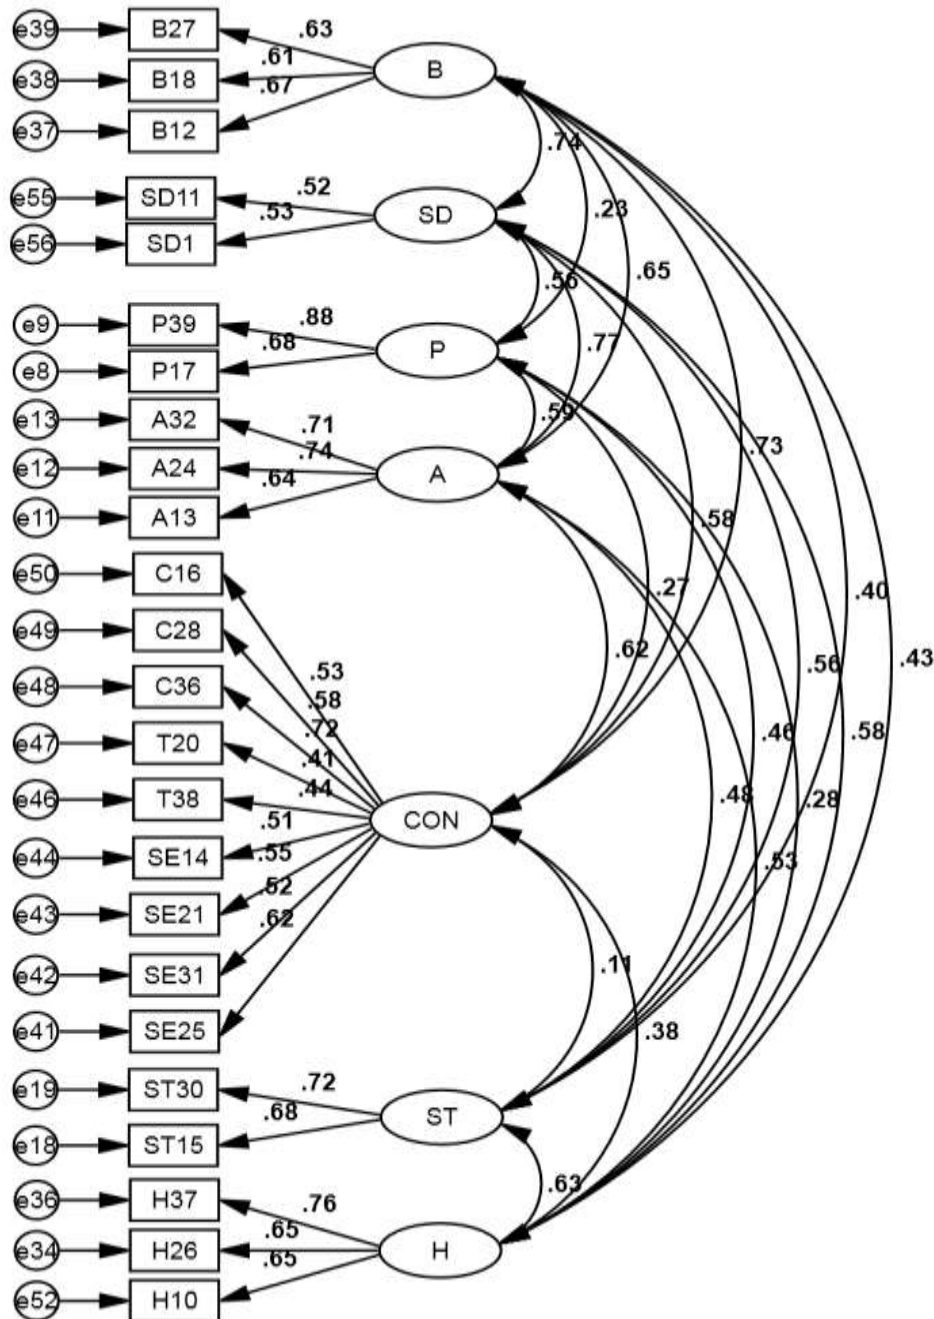 e39 B27 .63 B
e38 B18 .61
e37 B12 .67
.74
e55 SD11 .52 SD .23
e56 SD1 .53
.65
.56
e9 P39 .88 P .77
e8 P17 .68
e13 A32 .71 .59
.73
e12 A24 .74 A
e11 A13 .64
.58
e50 C16
.27 .40
e49 C28
.62 .56 .43
e48 C36 .53
.58
e47 T20 .72 .46 .58
.41
e46 T38 .44 .48 .28
e44 SE14 .51 CON
.55 .53
e43 SE21 .52
.62
e42 SE31 .11
e41 SE25 .38
e19 ST30 .72 ST
e18 ST15 .68
e36 H37 .76 .63
e34 H26 .65 H
e52 H10 .65